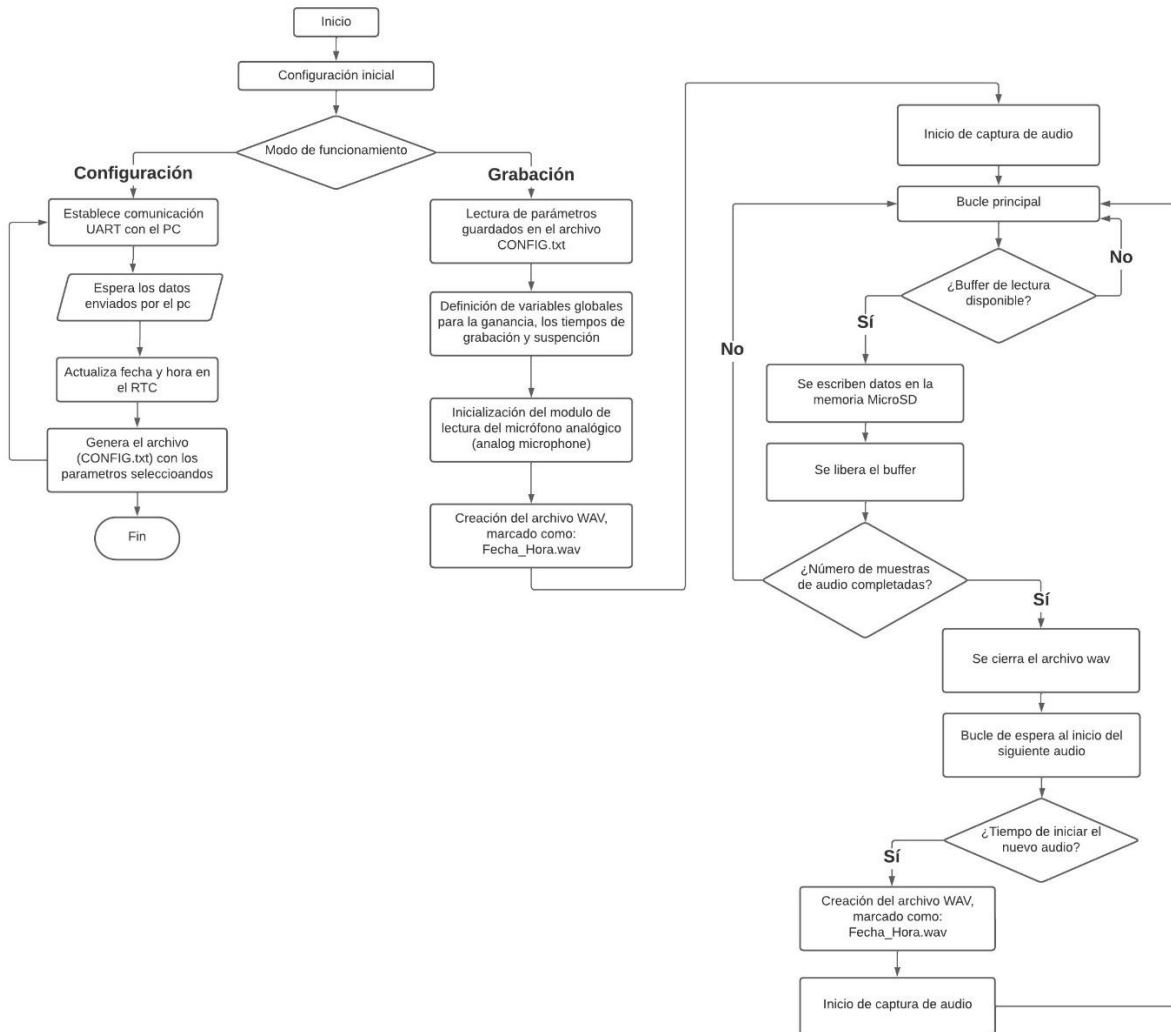 Inicio
Configuración inicial
Modo de funcionamiento
Configuración
Establece comunicación
UART con el PC
Espera los datos
enviados por el pc
Actualiza fecha y hora en
el RTC
Genera el archivo
(CONFIG.txt) con los
parametros seleccioandos
Fin
Grabación
Lectura de parámetros
guardados en el archivo
CONFIG.txt
Definición de variables globales
para la ganancia, los tiempos de
grabación y suspención
Inicialización del modulo de
lectura del micrófono analógico
(analog microphone)
Creación del archivo WAV,
marcado como:
Fecha_Hora.wav
Inicio de captura de audio
Bucle principal
No
¿Buffer de lectura
disponible?
Sí
No
Se escriben datos en la
memoria MicroSD
Se libera el buffer
¿Número de muestras
de audio completadas?
Sí
Se cierra el archivo wav
Bucle de espera al inicio del
siguiente audio
¿Tiempo de iniciar el
nuevo audio?
Sí
Creación del archivo WAV,
marcado como:
Fecha_Hora.wav
Inicio de captura de audio